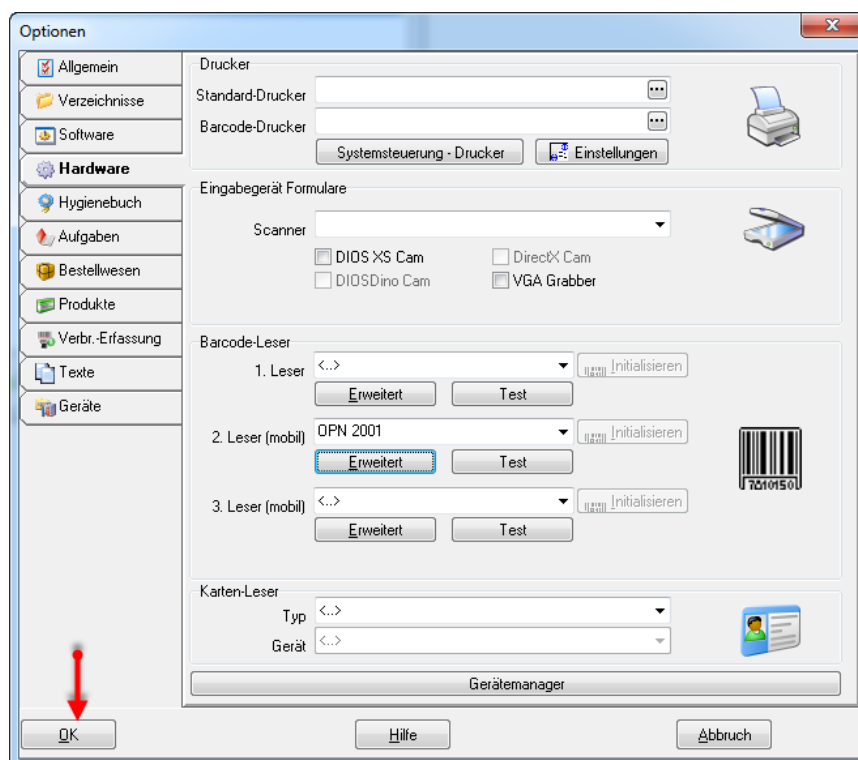 Optionen
Allgemein
Verzeichnisse
Software
Hardware
Hygienebuch
Aufgaben
Bestellwesen
Produkte
Verbr.-Erfassung
Texte
Geräte
Drucker
Standard-Drucker ...
Barcode-Drucker ...
Systemsteuerung - Drucker Einstellungen
Eingabegerät Formulare
Scanner
DIOS XS Cam DirectX Cam
DIOSDino Cam VGA Grabber
Barcode-Leser
1. Leser <..> Initialisieren
Erweitert Test
2. Leser (mobil) OPN 2001 Initialisieren
Erweitert Test
3. Leser (mobil) <..> Initialisieren
Erweitert Test
7010150
Karten-Leser
Typ <..>
Gerät <..>
Gerätemanager
OK Hilfe Abbruch